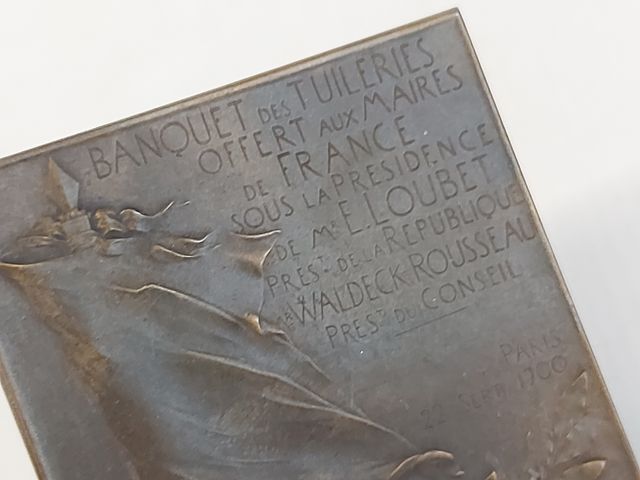 BANQUET DES TUILERIES
OFFERT AUX MAIRES
DE FRANCE
SOUS LA PRESIDENCE
DE MR E. LOUBET
PREST DE LA REPUBLIQUE
MR WALDECK-ROUSSEAU
PREST DU CONSEIL
PARIS
22 SEPT. 1900